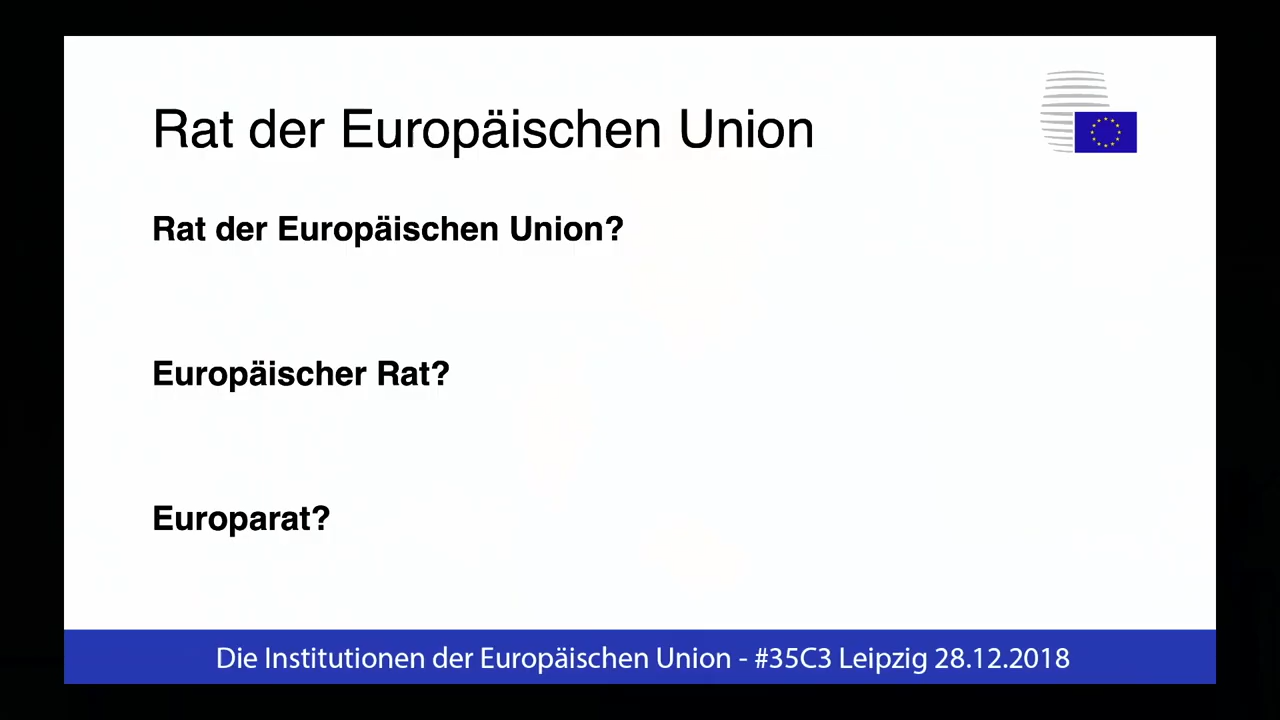 Rat der Europäischen Union
Rat der Europäischen Union?
Europäischer Rat?
Europarat?
Die Institutionen der Europäischen Union - #35C3 Leipzig 28.12.2018